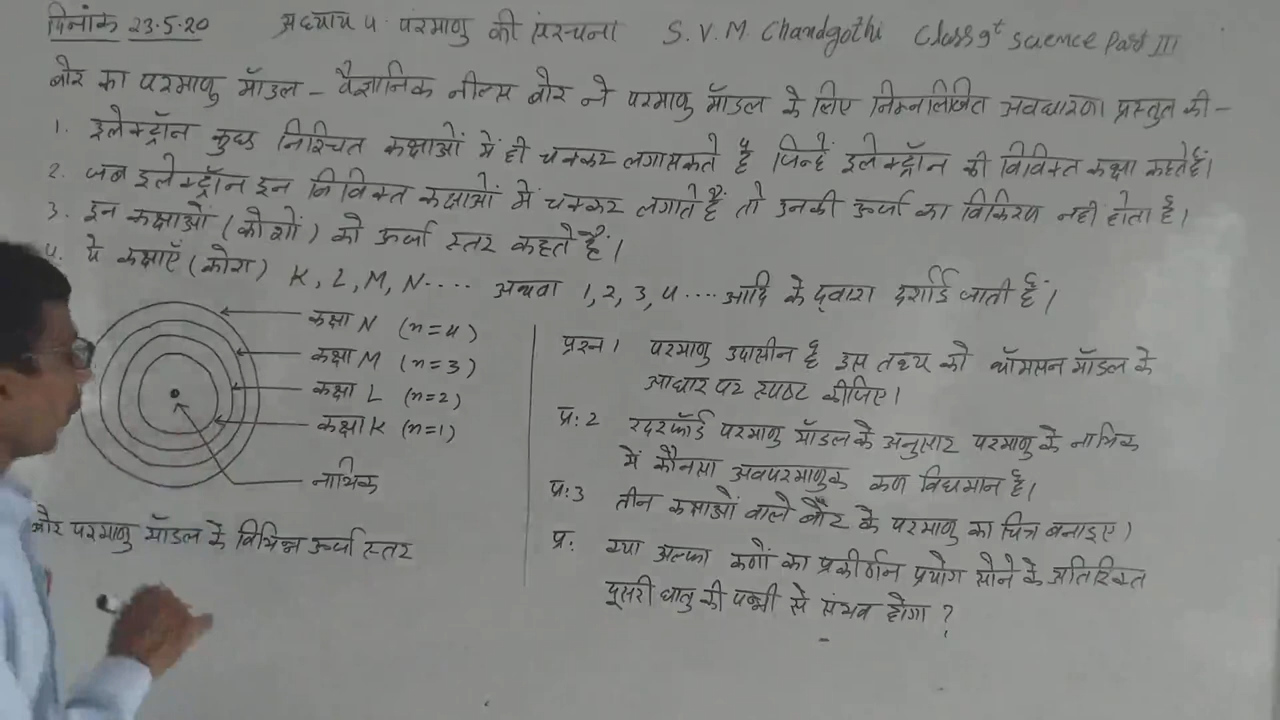 दिनांक 23.5.20 अध्याय ५ परमाणु की संरचना S.V.M. Chandgothi Class 9t Science Part III
बोर का परमाणु मॉडल – वैज्ञानिक नील्स बोर ने परमाणु मॉडल के लिए निम्नलिखित अवधारणा प्रस्तुत की –
1. इलेक्ट्रॉन कुछ निश्चित कक्षाओं में ही चक्कर लगा सकते हैं जिन्हें इलेक्ट्रॉन की विविक्त कक्षा कहते हैं।
2. जब इलेक्ट्रॉन इन विविक्त कक्षाओं में चक्कर लगाते हैं तो उनकी ऊर्जा का विकिरण नहीं होता है।
3. इन कक्षाओं (कोशों) को ऊर्जा स्तर कहते हैं।
4. ये कक्षाएँ (कोश) K, L, M, N.... अथवा 1, 2, 3, 4.... आदि के द्वारा दर्शाई जाती हैं।
कक्षा N (n=4)
कक्षा M (n=3)
कक्षा L (n=2)
कक्षा K (n=1)
नाभिक
बोर परमाणु मॉडल के विभिन्न ऊर्जा स्तर
प्रश्न 1 परमाणु उदासीन है इस तथ्य को थॉमसन मॉडल के
आधार पर स्पष्ट कीजिए।
प्र: 2 रदरफॉर्ड परमाणु मॉडल के अनुसार परमाणु के नाभिक
में कौनसा अवपरमाणुक कण विद्यमान है।
प्र: 3 तीन कक्षाओं वाले बोर के परमाणु का चित्र बनाइए।
प्र: क्या अल्फा कणों का प्रकीर्णन प्रयोग सोने के अतिरिक्त
दूसरी धातु की पन्नी से संभव होगा ?